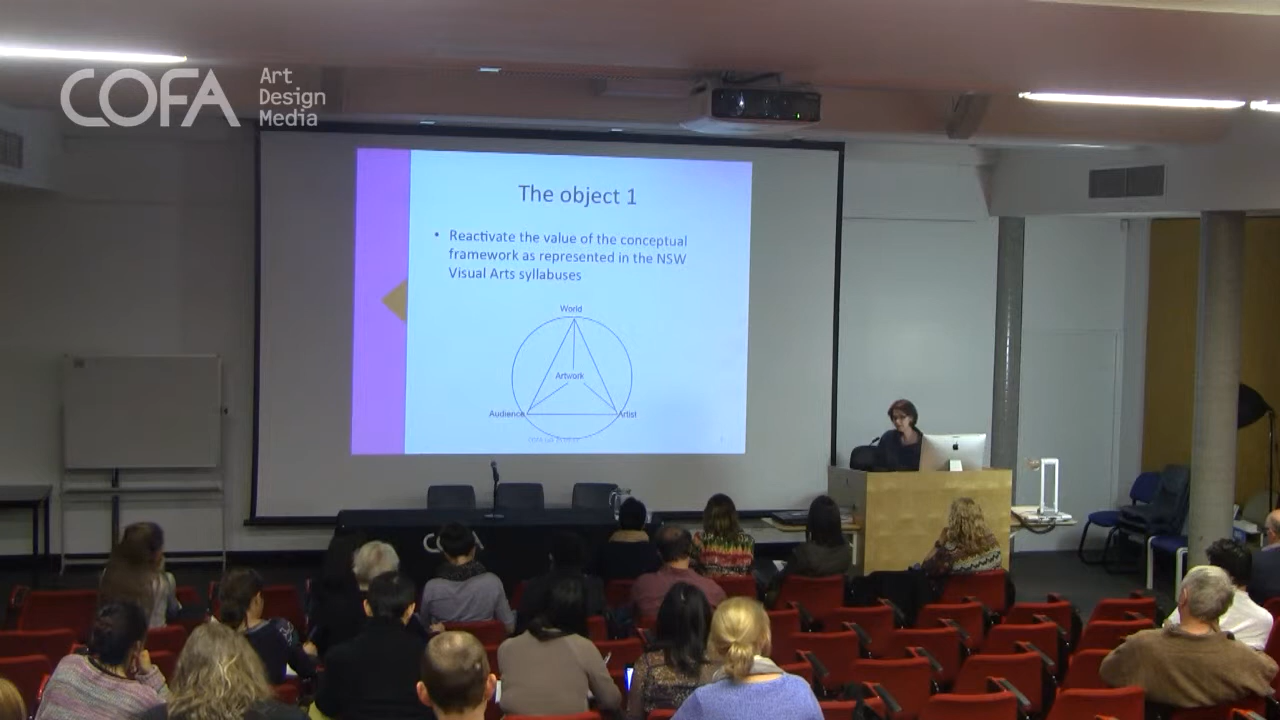 COFA
Art
Design
Media
The object 1
• Reactivate the value of the conceptual
framework as represented in the NSW
Visual Arts syllabuses
World
Artwork
Audience
Artist